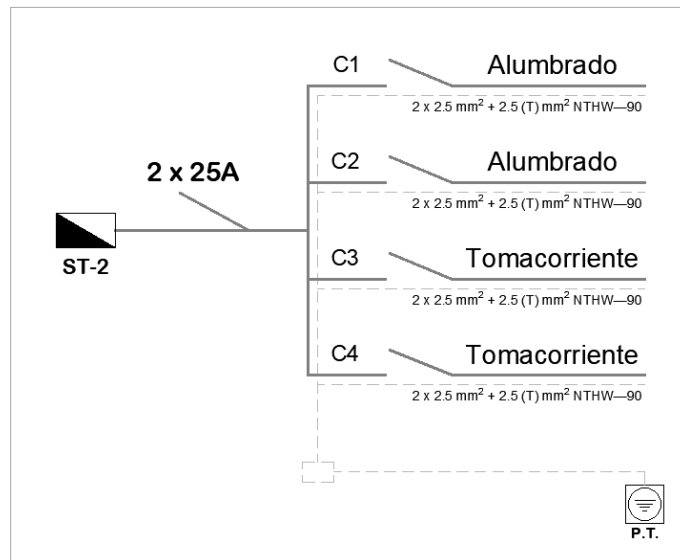 C1 Alumbrado
2 x 2.5 mm² + 2.5 (T) mm² NTHW—90
C2 Alumbrado
2 x 2.5 mm² + 2.5 (T) mm² NTHW—90
2 x 25A
ST-2
C3 Tomacorriente
2 x 2.5 mm² + 2.5 (T) mm² NTHW—90
C4 Tomacorriente
2 x 2.5 mm² + 2.5 (T) mm² NTHW—90
P.T.